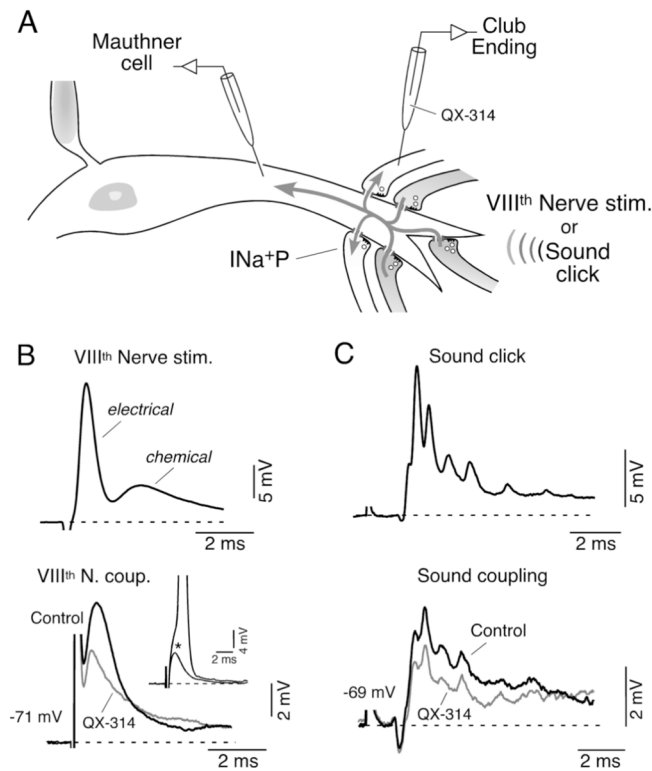 A
Mauthner
cell
Club
Ending
QX-314
VIIIth Nerve stim.
or
Sound
click
INa+P
B
VIIIth Nerve stim.
electrical
chemical
5 mV
2 ms
C
Sound click
5 mV
2 ms
VIIIth N. coup.
Control
*
2 ms
4 mV
QX-314
-71 mV
2 mV
2 ms
Sound coupling
Control
-69 mV
QX-314
2 mV
2 ms